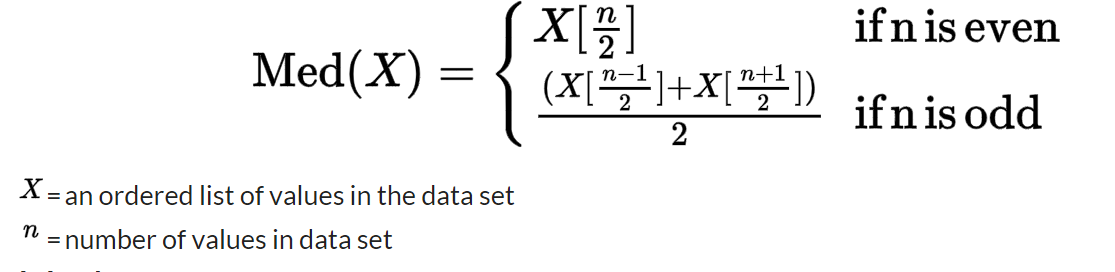 Med(X) = { X[n/2] if n is even
(X[n−1/2]+X[n+1/2])/2 if n is odd
X = an ordered list of values in the data set
n = number of values in data set